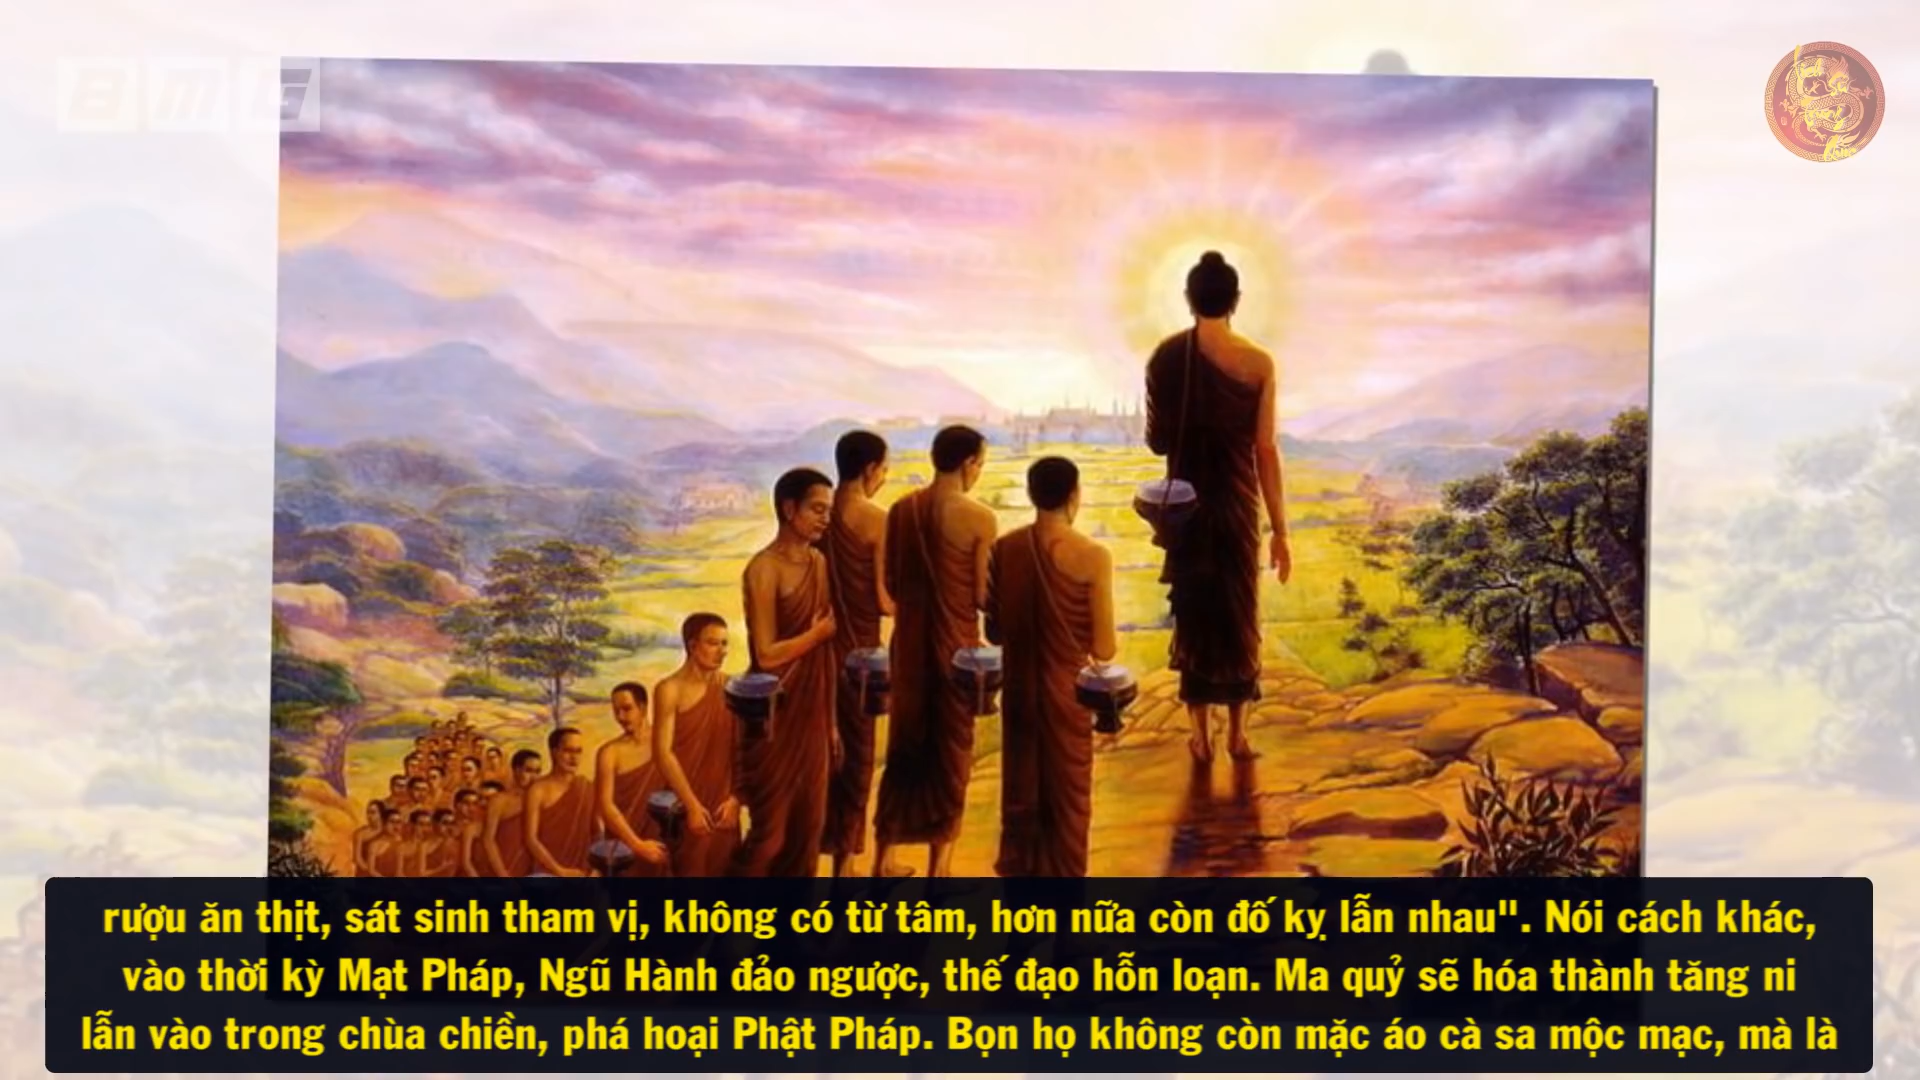 BMG
rượu ăn thịt, sát sinh tham vị, không có từ tâm, hơn nữa còn đố kỵ lẫn nhau". Nói cách khác,
vào thời kỳ Mạt Pháp, Ngũ Hành đảo ngược, thế đạo hỗn loạn. Ma quỷ sẽ hóa thành tăng ni
lẫn vào trong chùa chiền, phá hoại Phật Pháp. Bọn họ không còn mặc áo cà sa mộc mạc, mà là